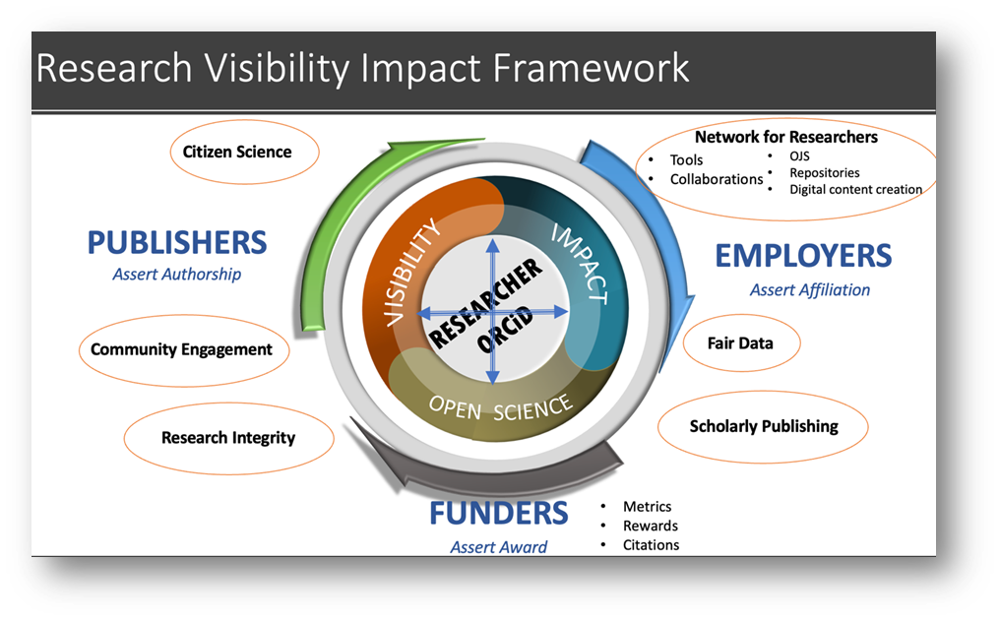 Research Visibility Impact Framework
Citizen Science
Network for Researchers
• Tools
• Collaborations
• OJS
• Repositories
• Digital content creation
PUBLISHERS
Assert Authorship
VISIBILITY
IMPACT
OPEN SCIENCE
RESEARCHER
ORCiD
EMPLOYERS
Assert Affiliation
Community Engagement
Fair Data
Research Integrity
Scholarly Publishing
FUNDERS
Assert Award
• Metrics
• Rewards
• Citations